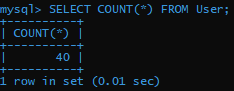 mysql> SELECT COUNT(*) FROM User;
+----------+
| COUNT(*) |
+----------+
|       40 |
+----------+
1 row in set (0.01 sec)